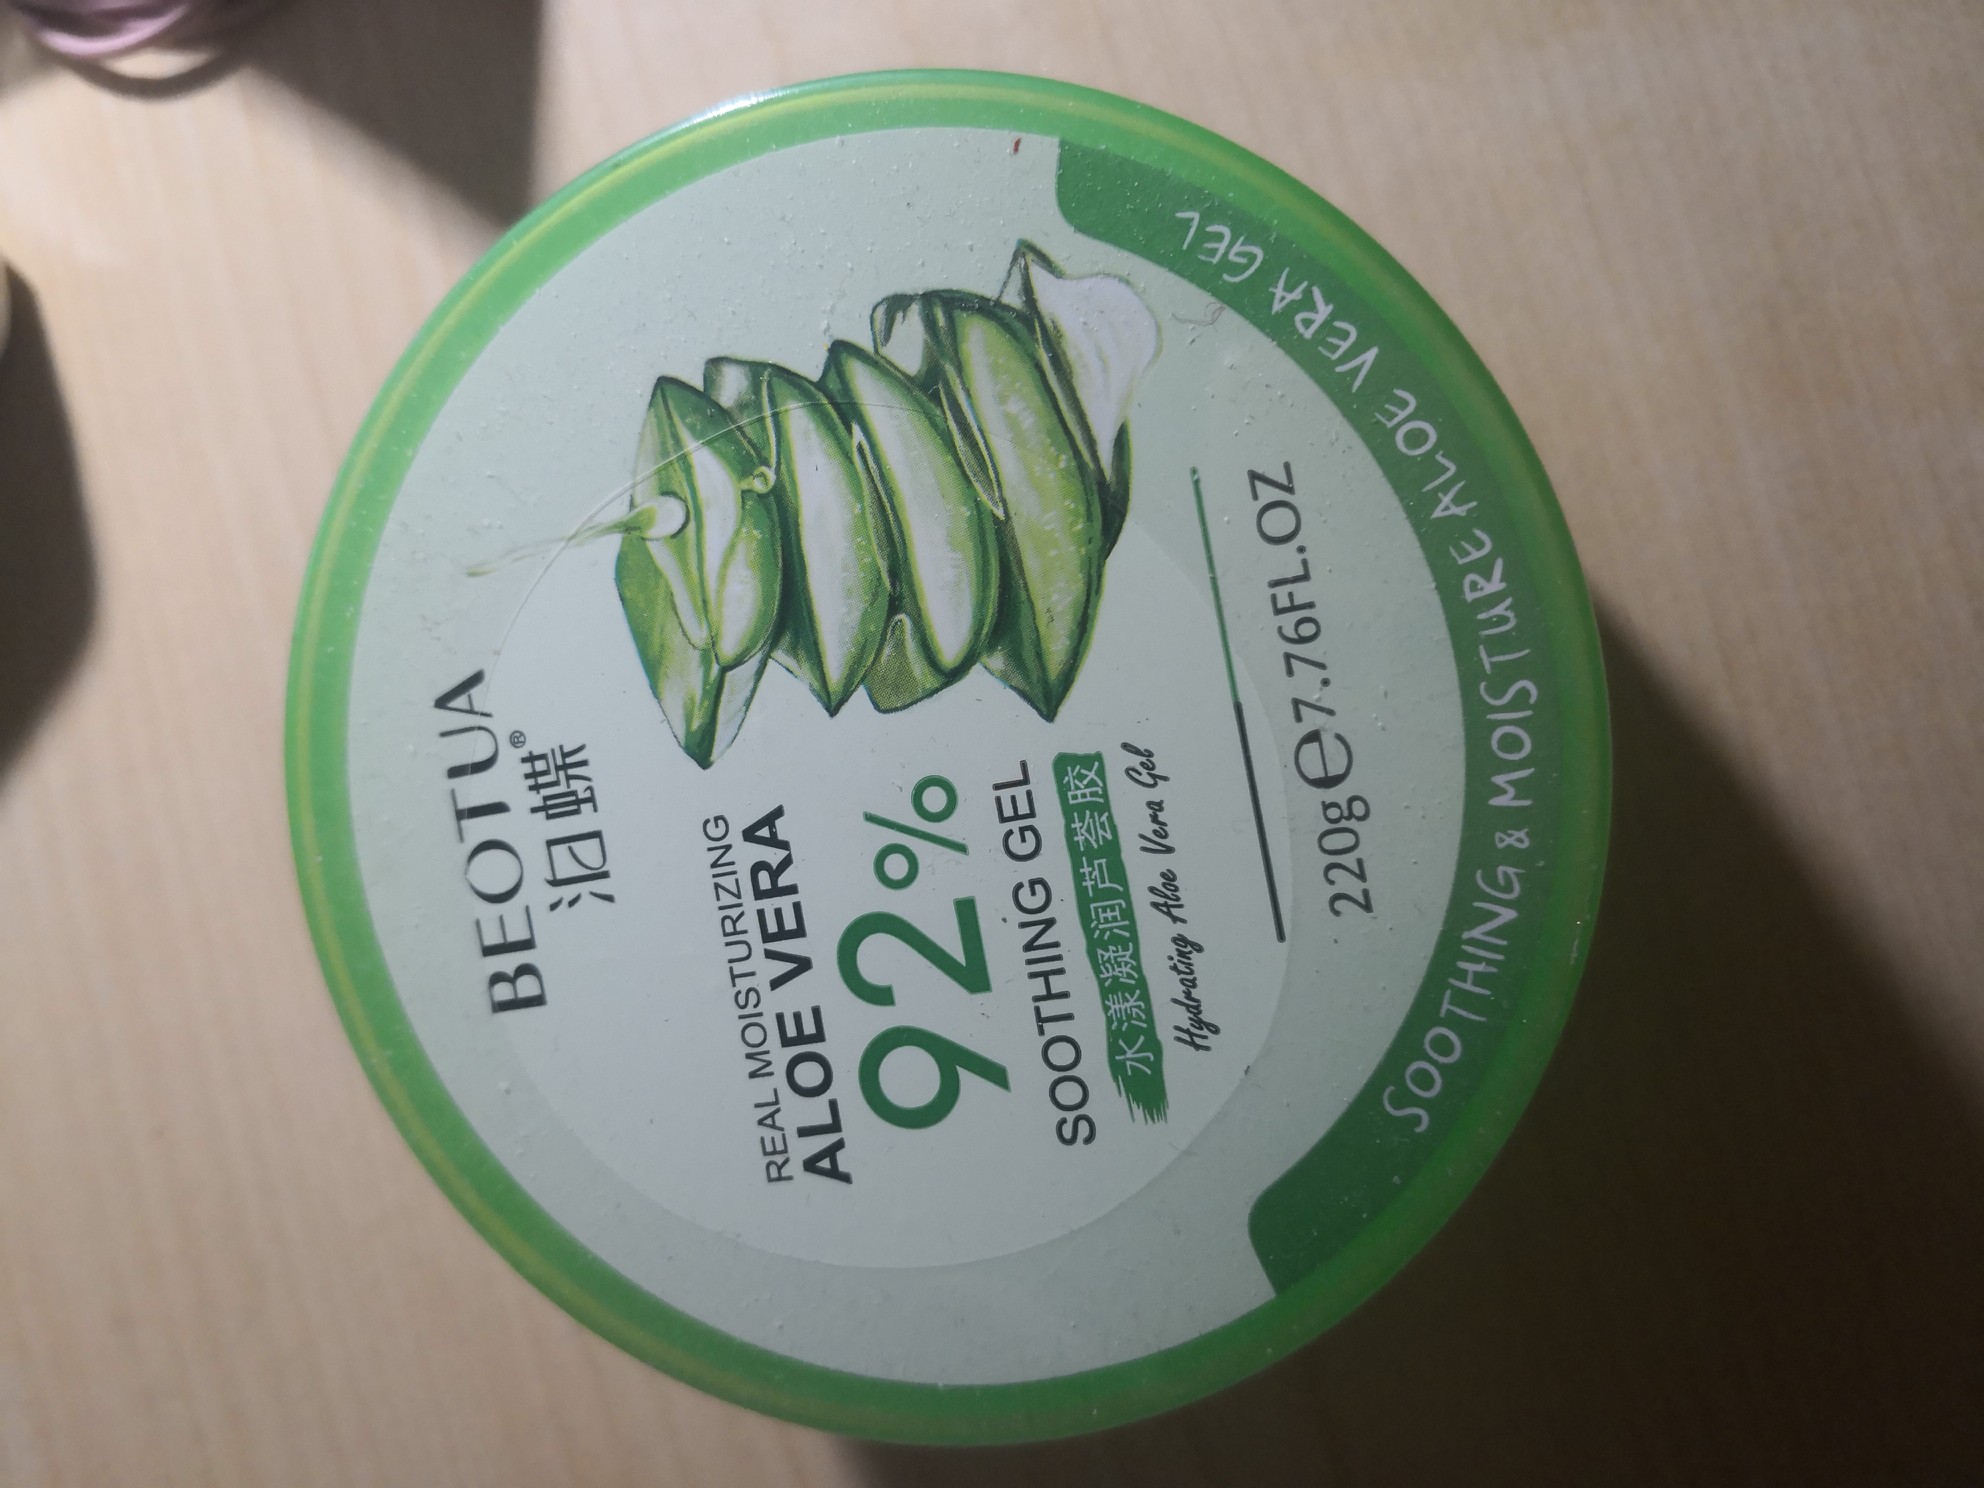 BEOTUA
泊蝶®
REAL MOISTURIZING
ALOE VERA
92%
SOOTHING GEL
水漾凝润芦荟胶
Hydrating Aloe Vera Gel
220g℮7.76FL.OZ
SOOTHING & MOISTURE ALOE VERA GEL